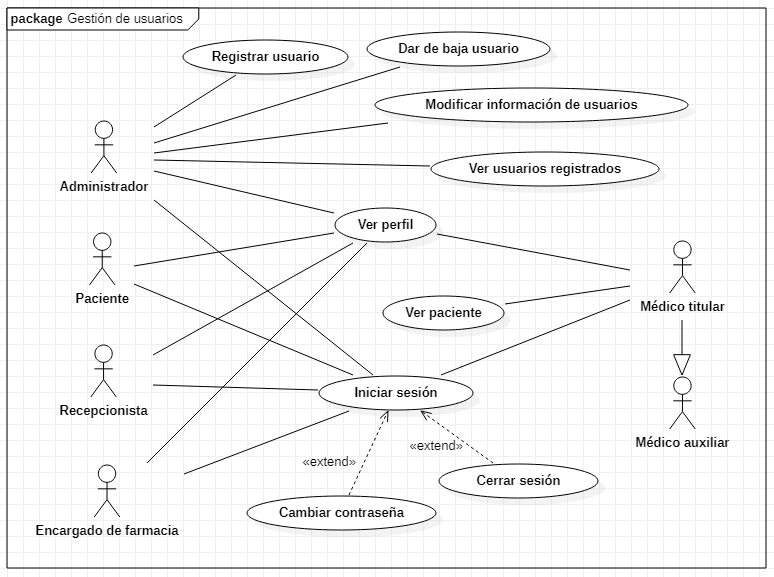 package Gestión de usuarios
Registrar usuario
Dar de baja usuario
Modificar información de usuarios
Ver usuarios registrados
Administrador
Ver perfil
Paciente
Médico titular
Ver paciente
Iniciar sesión
Recepcionista
Médico auxiliar
«extend»
«extend»
Cerrar sesión
Cambiar contraseña
Encargado de farmacia